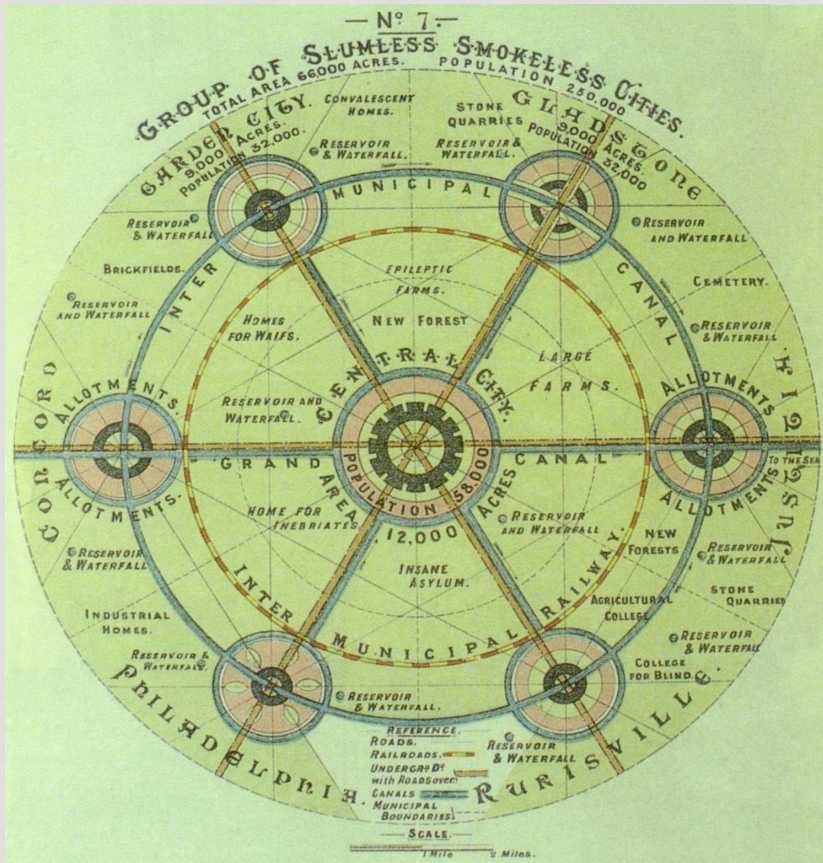 — Nº 7. —
GROUP OF SLUMLESS SMOKELESS CITIES.
TOTAL AREA 66,000 ACRES. POPULATION 250,000
GARDEN CITY.
9,000 ACRES.
POPULATION 32,000.
CONVALESCENT
HOMES.
STONE
QUARRIES
GLADSTONE
9,000 ACRES.
POPULATION
32,000
RESERVOIR
& WATERFALL.
RESERVOIR &
WATERFALL.
INTER MUNICIPAL CANAL
RESERVOIR
& WATERFALL
RESERVOIR
AND WATERFALL
BRICKFIELDS.
EPILEPTIC
FARMS.
CEMETERY.
RESERVOIR
AND WATERFALL
HOMES
FOR WAIFS.
NEW FOREST
RESERVOIR
& WATERFALL
LARGE
FARMS.
CENTRAL CITY.
CONCORD
ALLOTMENTS.
ALLOTMENTS
JUSTITIA.
RESERVOIR AND
WATERFALL.
GRAND CANAL
TO THE SEA
POPULATION 58,000
AREA 12,000 ACRES
ALLOTMENTS.
ALLOTMENTS
HOME FOR
INEBRIATES
RESERVOIR
AND WATERFALL
NEW
FORESTS
RESERVOIR
& WATERFALL
RESERVOIR
& WATERFALL
INSANE
ASYLUM.
STONE
QUARRIES
AGRICULTURAL
COLLEGE
INTER MUNICIPAL RAILWAY.
INDUSTRIAL
HOMES.
RESERVOIR
& WATERFALL
RESERVOIR &
WATERFALL.
COLLEGE
FOR BLIND.
RESERVOIR
& WATERFALL.
PHILADELPHIA.
RURISVILLE.
REFERENCE.
ROADS.
RAILROADS.
UNDERGRD Dº
with ROADS over.
CANALS
MUNICIPAL
BOUNDARIES
RESERVOIR
& WATERFALL
— SCALE. —
1 Mile 2 Miles.